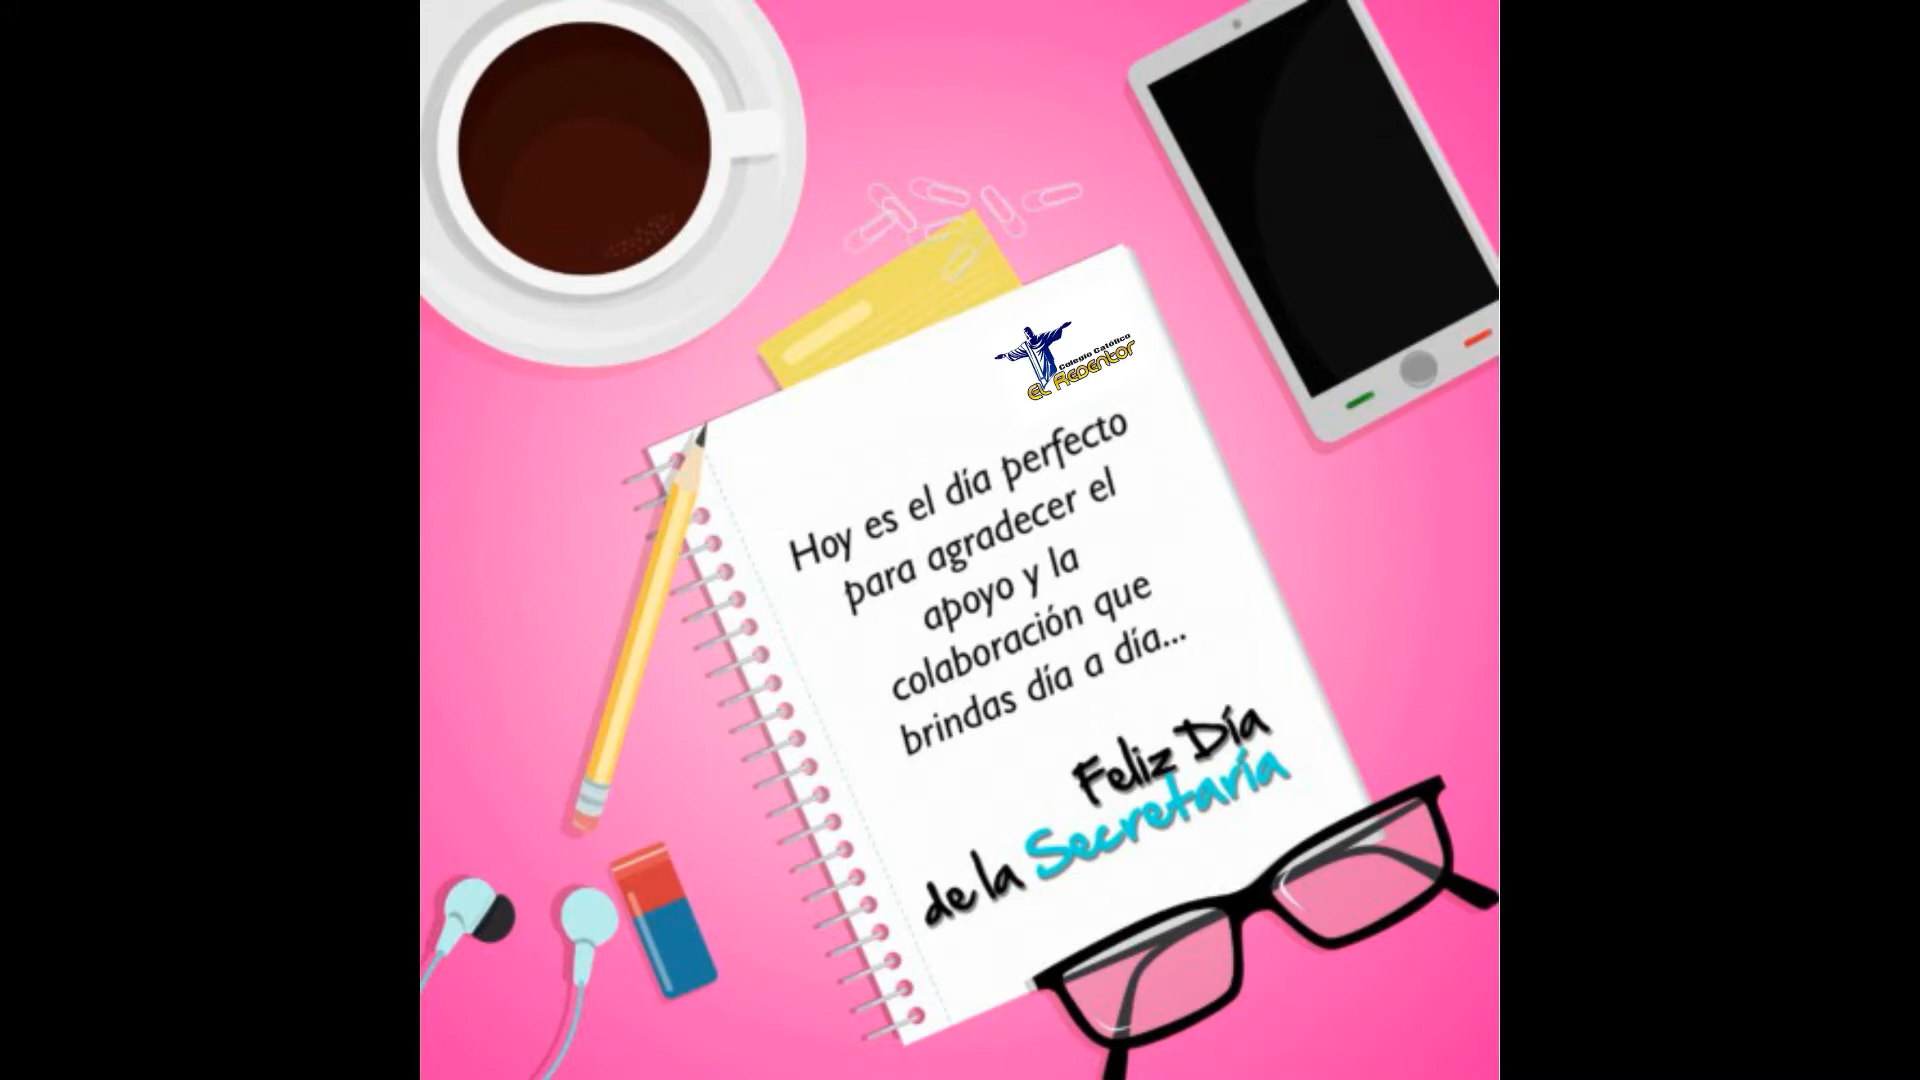 Colegio Católico
EL REDENTOR
Hoy es el día perfecto
para agradecer el
apoyo y la
colaboración que
brindas día a día...
Feliz Día
de la Secretaría